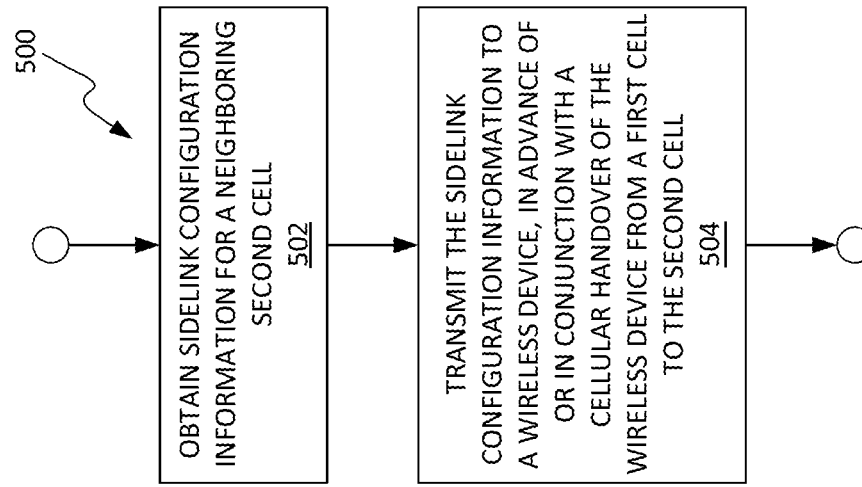 500
OBTAIN SIDELINK CONFIGURATION
INFORMATION FOR A NEIGHBORING
SECOND CELL
502
TRANSMIT THE SIDELINK
CONFIGURATION INFORMATION TO
A WIRELESS DEVICE, IN ADVANCE OF
OR IN CONJUNCTION WITH A
CELLULAR HANDOVER OF THE
WIRELESS DEVICE FROM A FIRST CELL
TO THE SECOND CELL
504